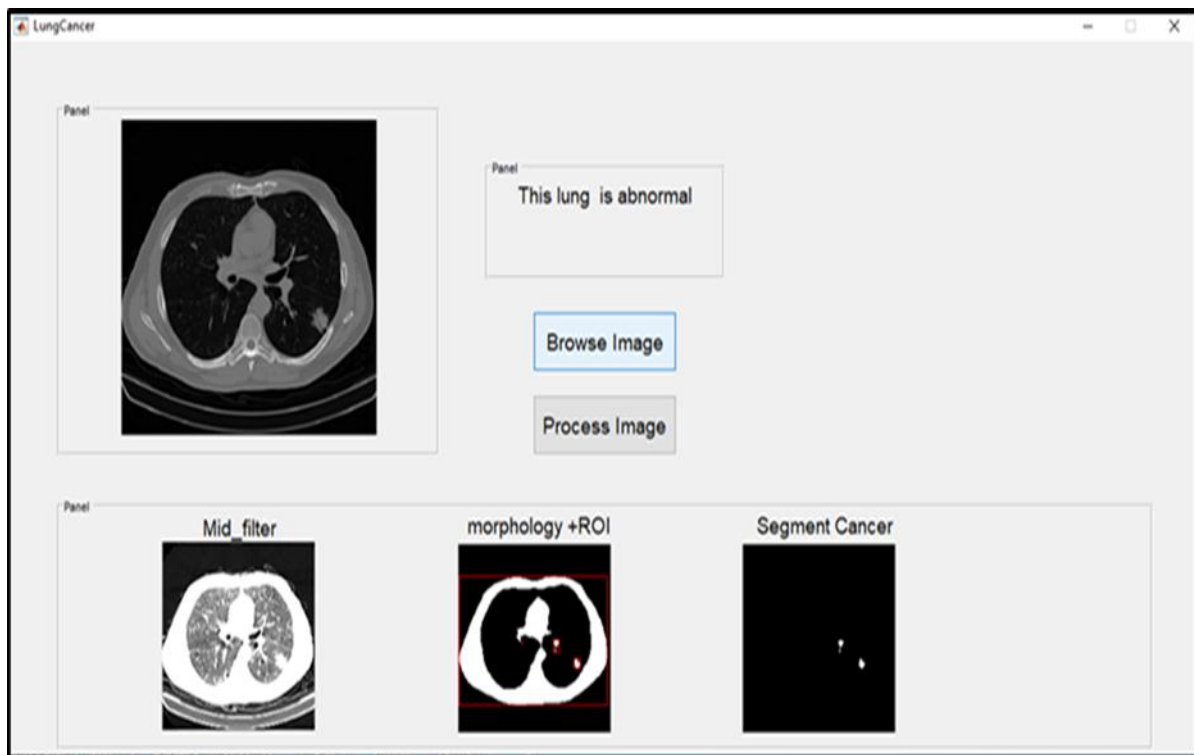 LungCancer
Panel
Panel
This lung is abnormal
Browse Image
Process Image
Panel
Mid_filter
morphology +ROI
Segment Cancer